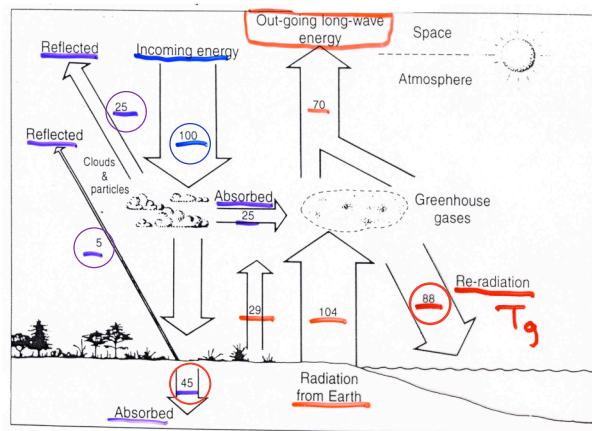 Out-going long-wave
energy
Space
Reflected
Incoming energy
Atmosphere
25
70
Reflected
100
Clouds
&
particles
Absorbed
25
Greenhouse
gases
5
Re-radiation
88
Tg
29
104
45
Radiation
from Earth
Absorbed